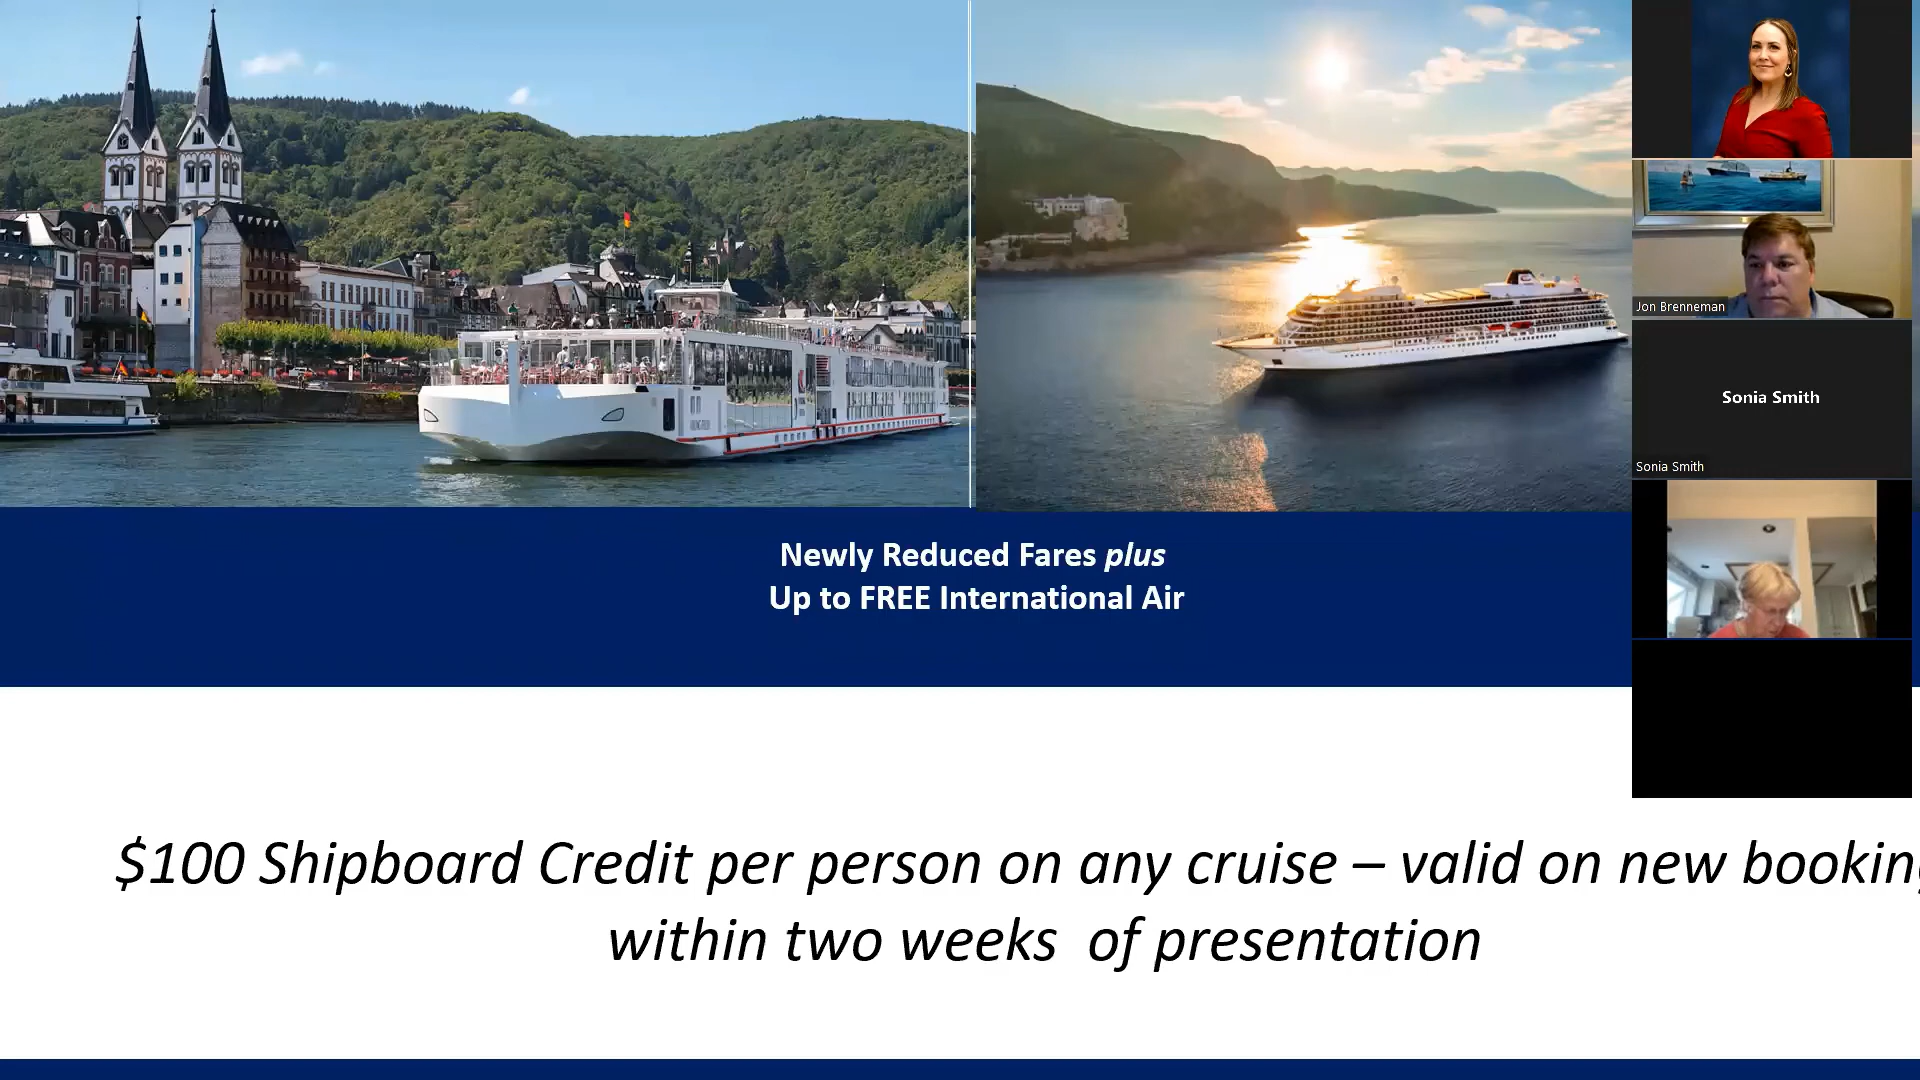 Newly Reduced Fares plus
Up to FREE International Air
$100 Shipboard Credit per person on any cruise – valid on new booking
within two weeks  of presentation
Jon Brenneman
Sonia Smith
Sonia Smith